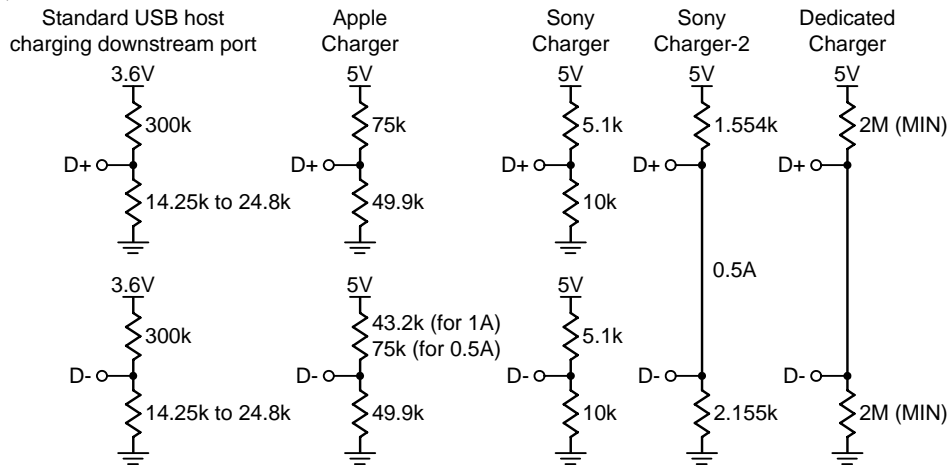 Standard USB host
charging downstream port
Apple
Charger
Sony
Charger
Sony
Charger-2
Dedicated
Charger
3.6V
5V
5V
5V
5V
300k
75k
5.1k
1.554k
2M (MIN)
D+
D+
D+
D+
D+
14.25k to 24.8k
49.9k
10k
0.5A
3.6V
5V
5V
300k
43.2k (for 1A)
75k (for 0.5A)
5.1k
D-
D-
D-
D-
D-
14.25k to 24.8k
49.9k
10k
2.155k
2M (MIN)